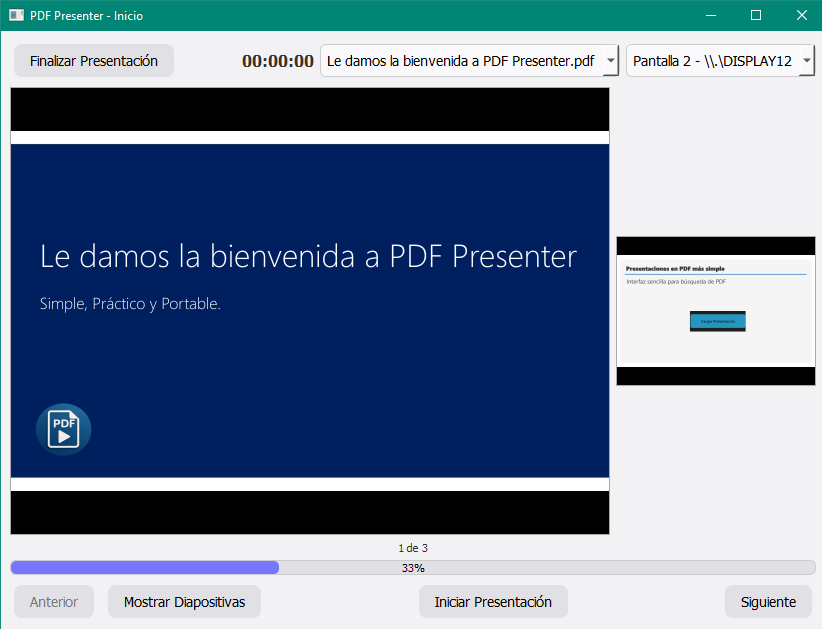 PDF Presenter - Inicio
Finalizar Presentación
00:00:00
Le damos la bienvenida a PDF Presenter.pdf
Pantalla 2 - \\.\DISPLAY12
Le damos la bienvenida a PDF Presenter
Simple, Práctico y Portable.
PDF
Presentaciones en PDF más simple
Interfaz sencilla para búsqueda de PDF
Cargar Presentación
1 de 3
33%
Anterior
Mostrar Diapositivas
Iniciar Presentación
Siguiente